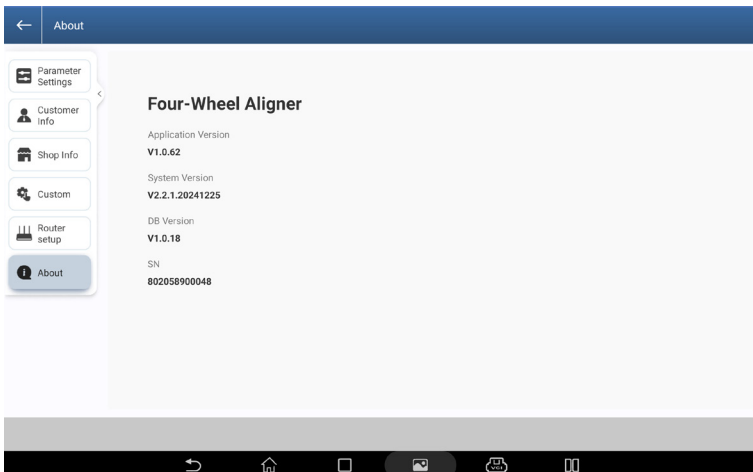 About
Parameter
Settings
Customer
Info
Shop Info
Custom
Router
setup
About
Four-Wheel Aligner
Application Version
V1.0.62
System Version
V2.2.1.20241225
DB Version
V1.0.18
SN
802058900048
VCI